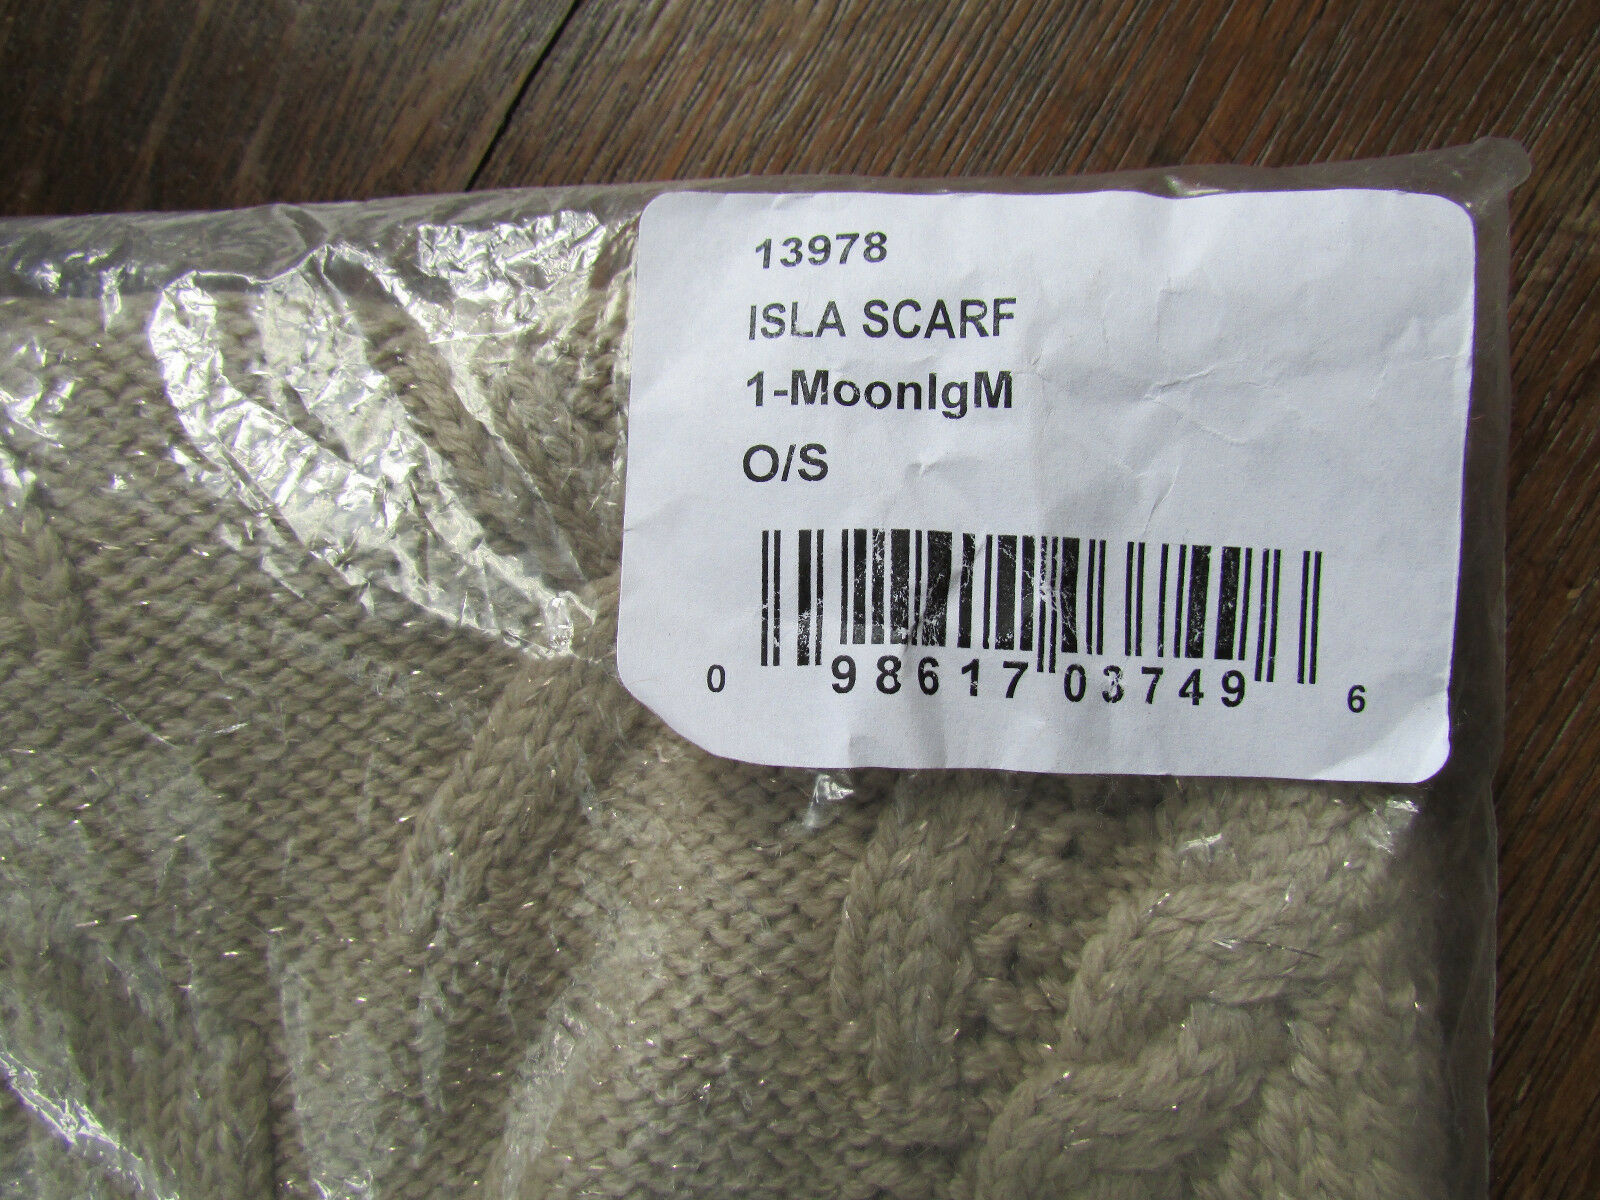 13978
ISLA SCARF
1-MoonlgM
O/S
0 98617 03749 6